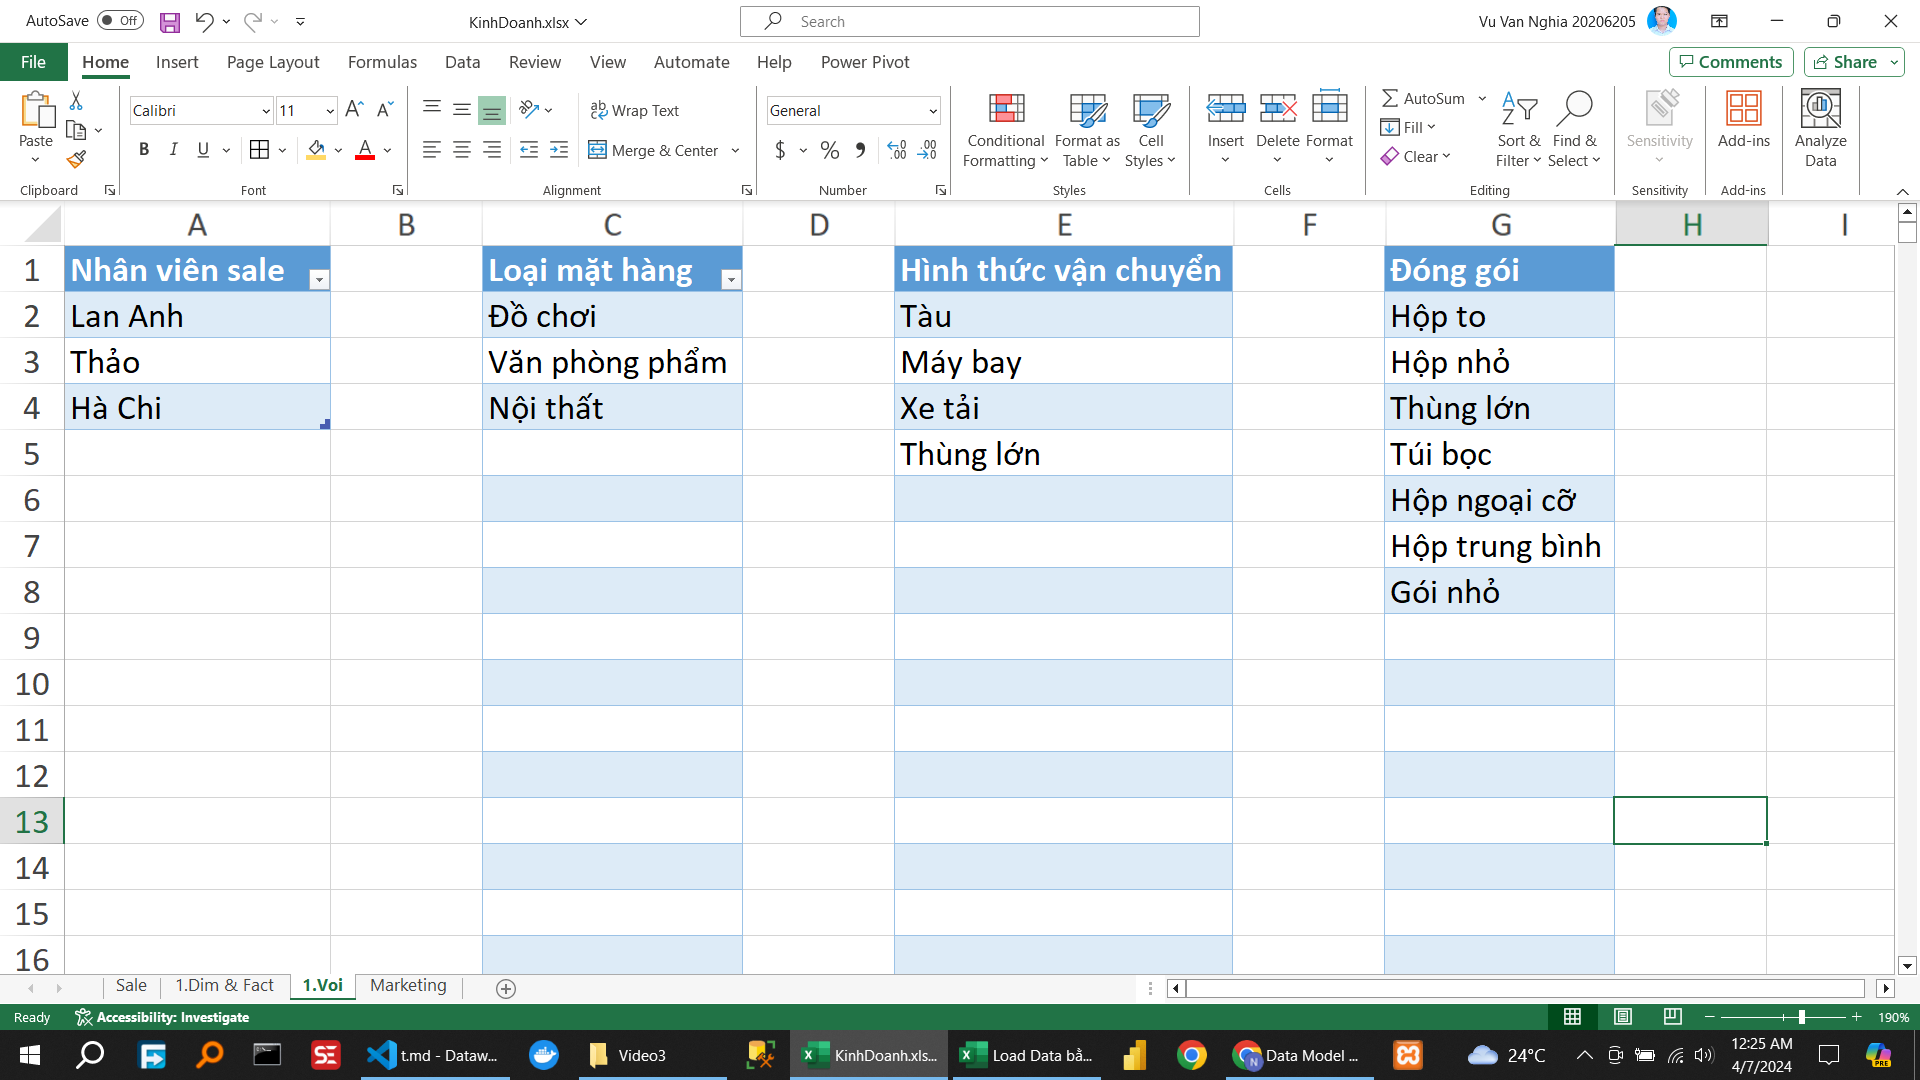 AutoSave Off KinhDoanh.xlsx Search Vu Van Nghia 20206205
File Home Insert Page Layout Formulas Data Review View Automate Help Power Pivot Comments Share
Paste Calibri 11 Wrap Text General Conditional Formatting Format as Table Cell Styles Insert Delete Format AutoSum Fill Clear Sort & Filter Find & Select Sensitivity Add-ins Analyze Data
B I U Merge & Center $ % , .00
Clipboard Font Alignment Number Styles Cells Editing Sensitivity Add-ins
A B C D E F G H I
1 Nhân viên sale Loại mặt hàng Hình thức vận chuyển Đóng gói
2 Lan Anh Đồ chơi Tàu Hộp to
3 Thảo Văn phòng phẩm Máy bay Hộp nhỏ
4 Hà Chi Nội thất Xe tải Thùng lớn
5 Thùng lớn Túi bọc
6 Hộp ngoại cỡ
7 Hộp trung bình
8 Gói nhỏ
9
10
11
12
13
14
15
16
Sale 1.Dim & Fact 1.Voi Marketing
Ready Accessibility: Investigate 190%
t.md - Dataw... Video3 KinhDoanh.xls... Load Data bằ... Data Model ... 24°C 12:25 AM
4/7/2024